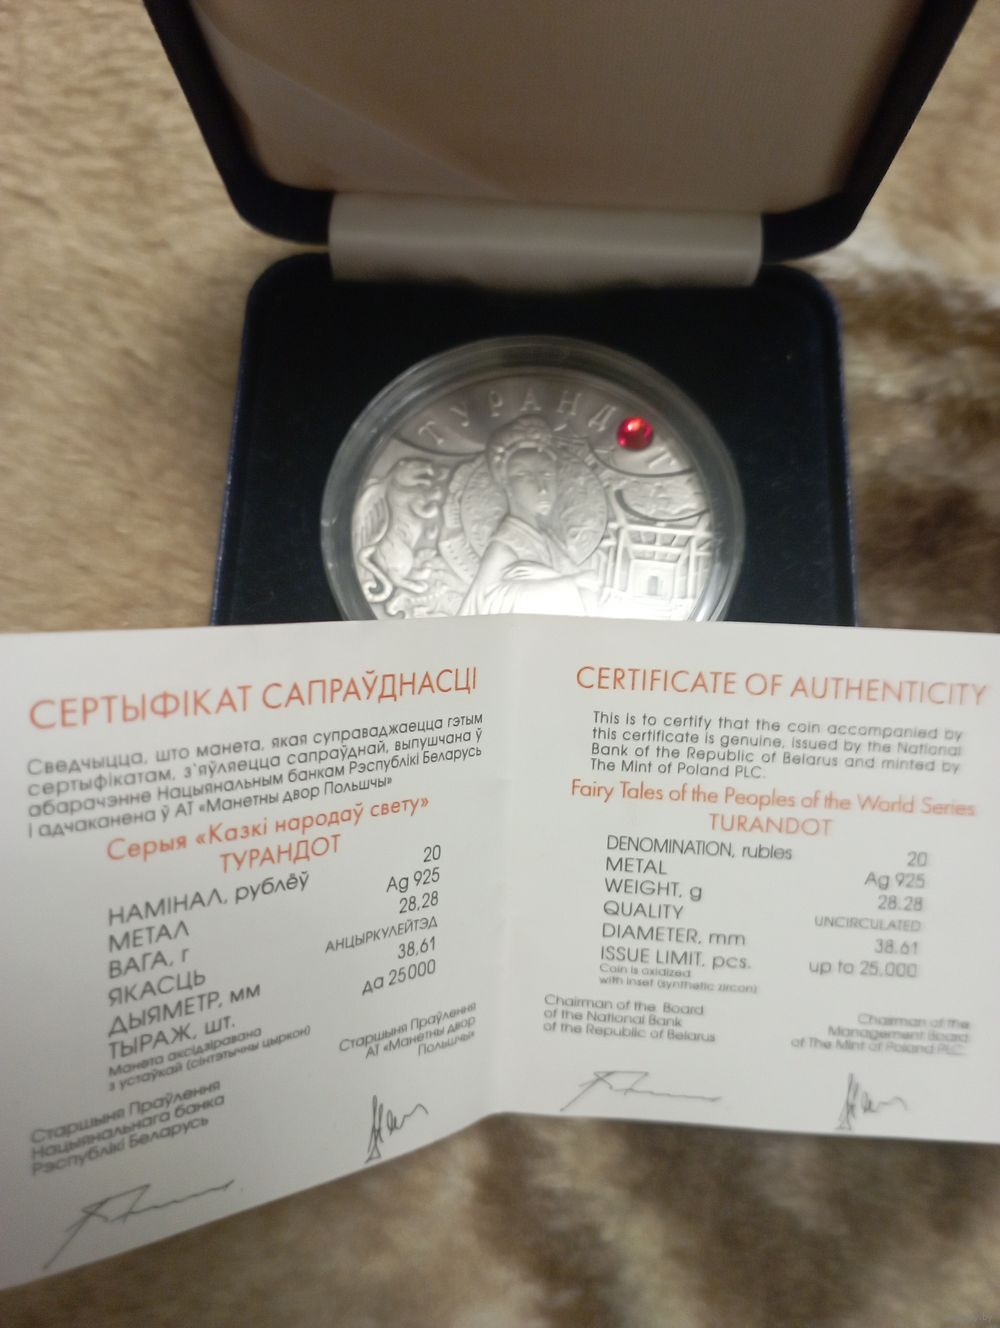 ТУРАНДОТ
СЕРТЫФІКАТ САПРАЎДНАСЦІ
Сведчыцца, што манета, якая суправаджаецца гэтым
сертыфікатам, з'яўляецца сапраўднай, выпушчана ў
абарачэнне Нацыянальным банкам Рэспублікі Беларусь
і адчаканена ў АТ «Манетны двор Польшчы»
Серыя «Казкі народаў свету»
ТУРАНДОТ
НАМІНАЛ, рублёў 20
МЕТАЛ Ag 925
ВАГА, г 28,28
ЯКАСЦЬ АНЦЫРКУЛЕЙТЭД
ДЫЯМЕТР, мм 38,61
ТЫРАЖ, шт. да 25000
Манета аксідзіравана
з устаўкай (сінтэтычны цыркон)
Старшыня Праўлення
АТ «Манетны двор
Польшчы»
Старшыня Праўлення
Нацыянальнага банка
Рэспублікі Беларусь
CERTIFICATE OF AUTHENTICITY
This is to certify that the coin accompanied by
this certificate is genuine, issued by the National
Bank of the Republic of Belarus and minted by
The Mint of Poland PLC.
Fairy Tales of the Peoples of the World Series
TURANDOT
DENOMINATION, rubles 20
METAL Ag 925
WEIGHT, g 28.28
QUALITY UNCIRCULATED
DIAMETER, mm 38.61
ISSUE LIMIT, pcs. up to 25.000
Coin is oxidized
with inset (synthetic zircon)
Chairman of the Board
of the National Bank
of the Republic of Belarus
Chairman of the
Management Board
of The Mint of Poland PLC